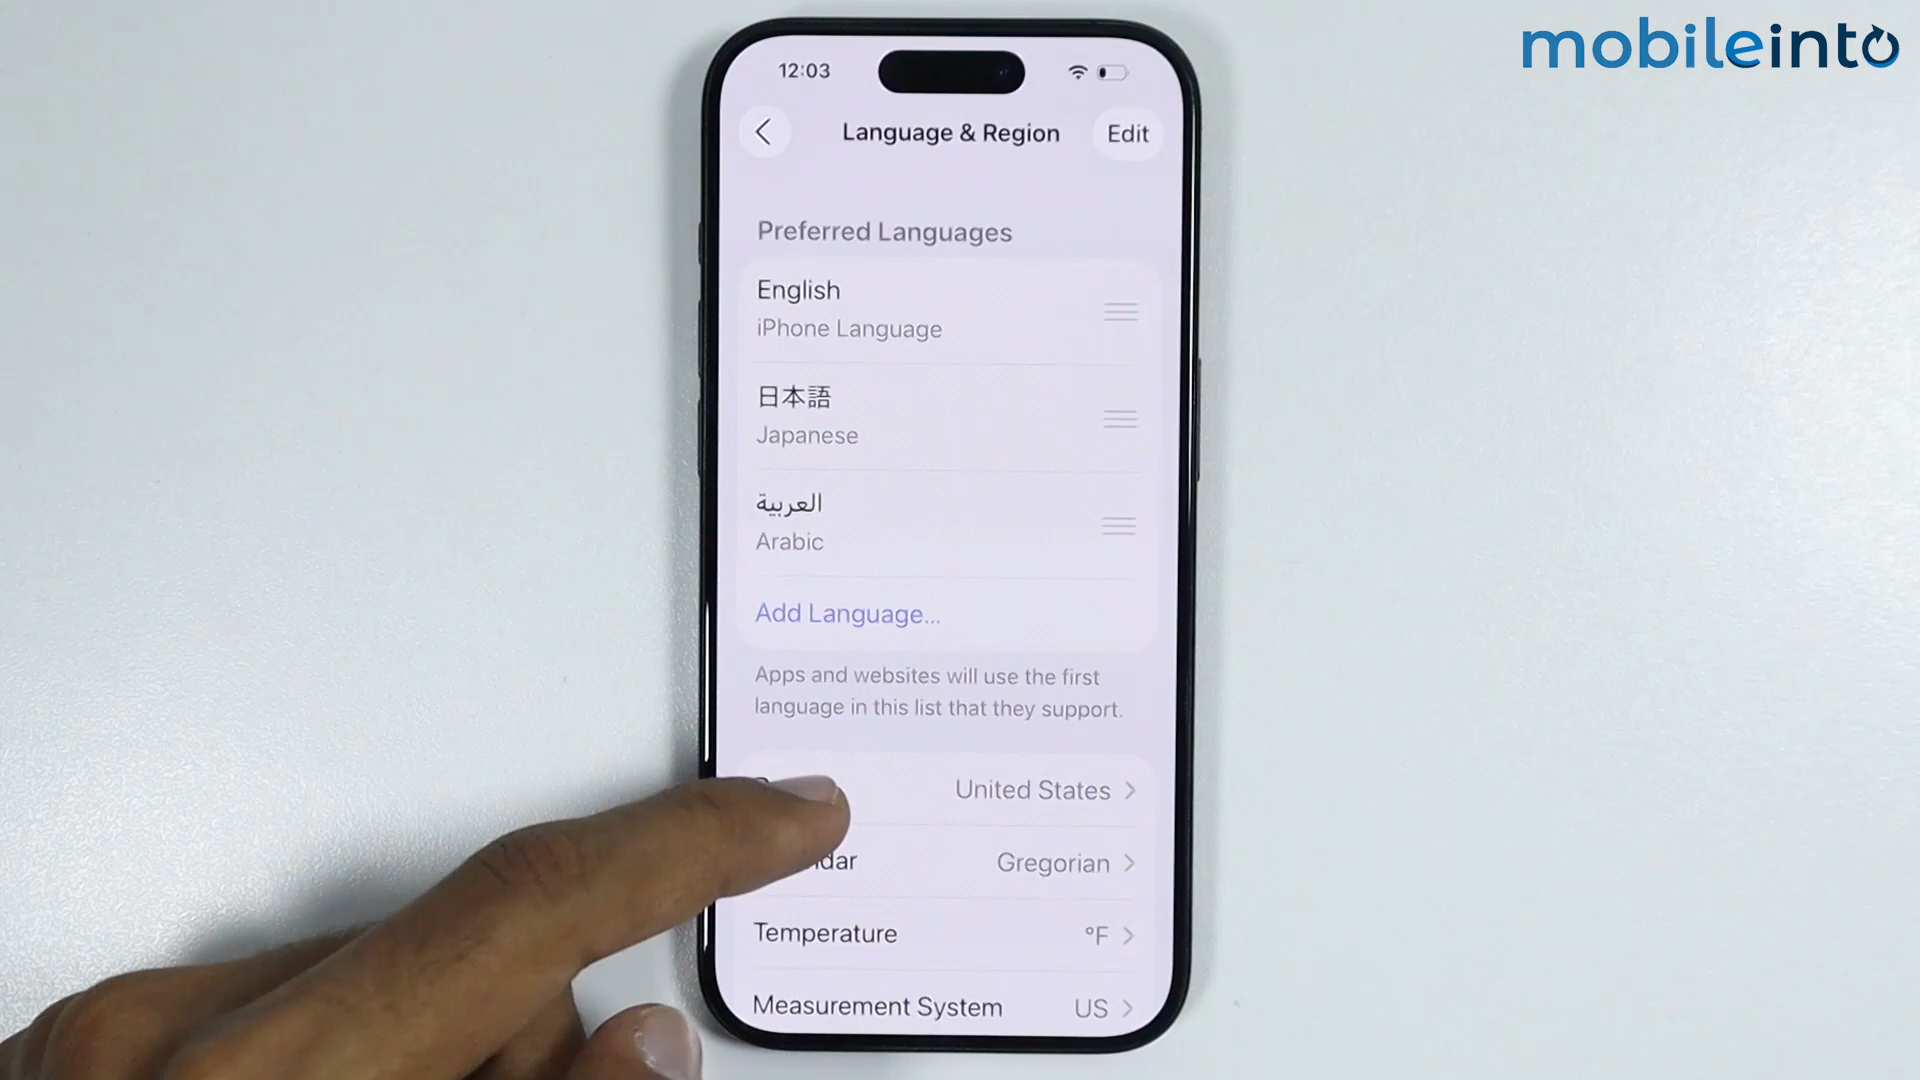 mobileinto
12:03
Language & Region
Edit
Preferred Languages
English
iPhone Language
日本語
Japanese
العربية
Arabic
Add Language...
Apps and websites will use the first
language in this list that they support.
United States
Gregorian
Temperature °F
Measurement System US